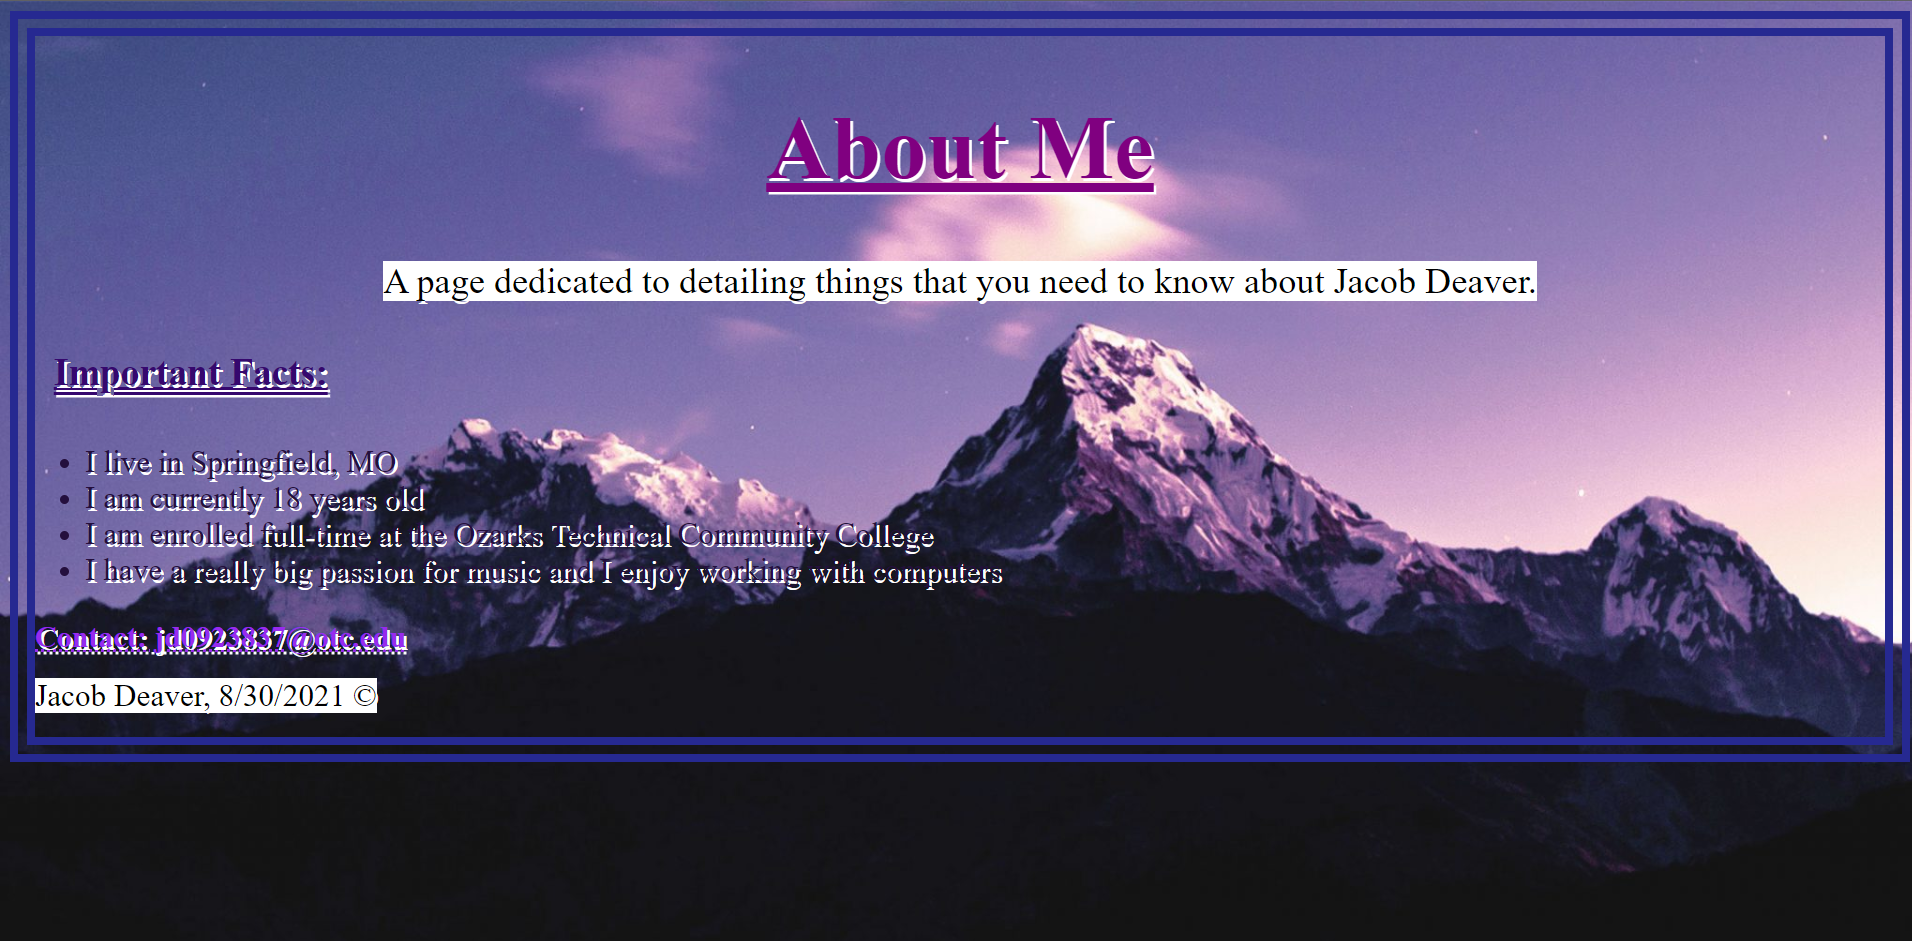 About Me
A page dedicated to detailing things that you need to know about Jacob Deaver.
Important Facts:
• I live in Springfield, MO
• I am currently 18 years old
• I am enrolled full-time at the Ozarks Technical Community College
• I have a really big passion for music and I enjoy working with computers
Contact: jd0923837@otc.edu
Jacob Deaver, 8/30/2021 ©